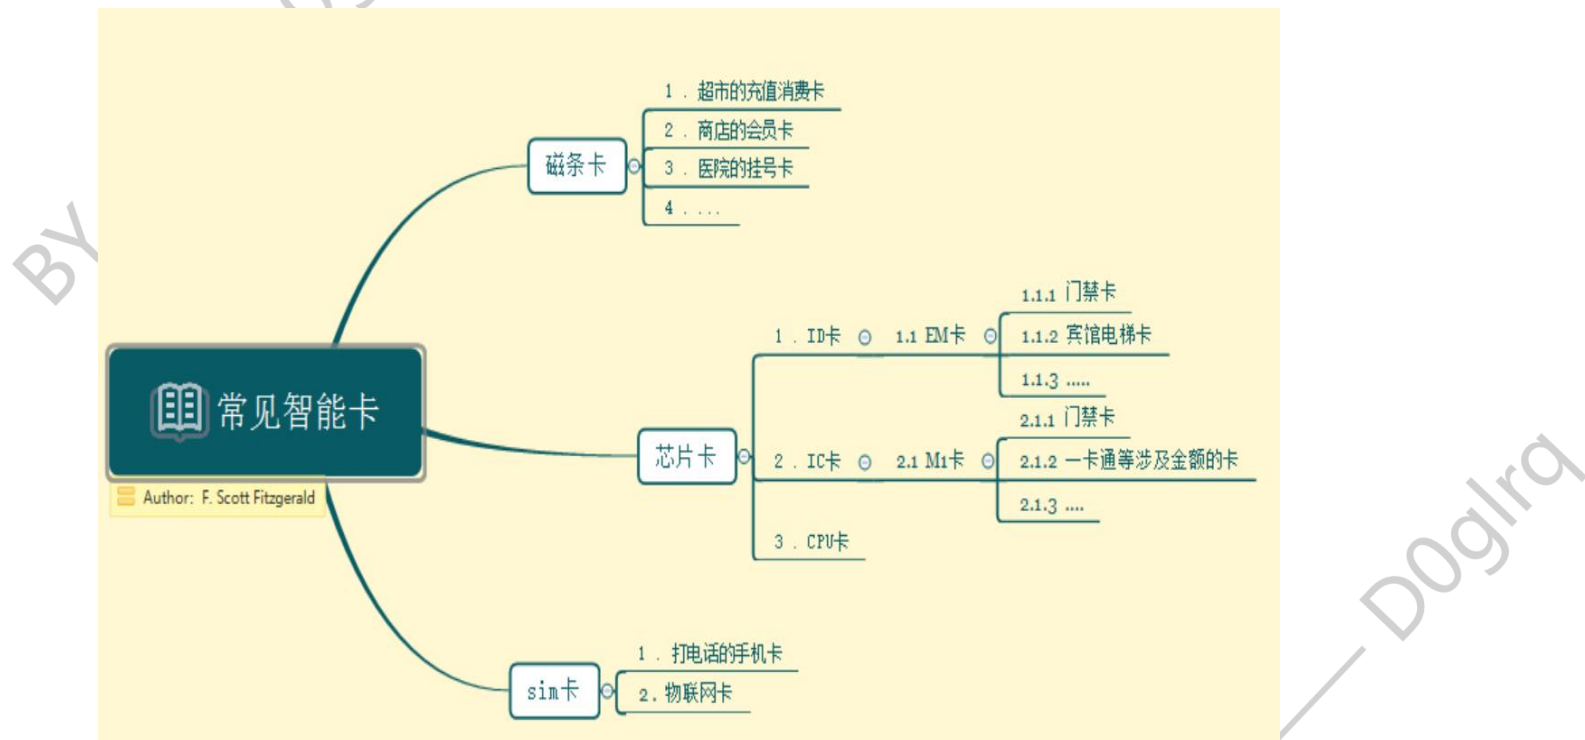 1 . 超市的充值消费卡
2 . 商店的会员卡
磁条卡
3 . 医院的挂号卡
4 . ...
BY
1.1.1 门禁卡
1 . ID卡
1.1 EM卡
1.1.2 宾馆电梯卡
1.1.3 .....
常见智能卡
2.1.1 门禁卡
芯片卡
2 . IC卡
2.1 M1卡
2.1.2 一卡通等涉及金额的卡
Author: F. Scott Fitzgerald
2.1.3 ....
3 . CPU卡
D0glrq
1 . 打电话的手机卡
sim卡
2. 物联网卡